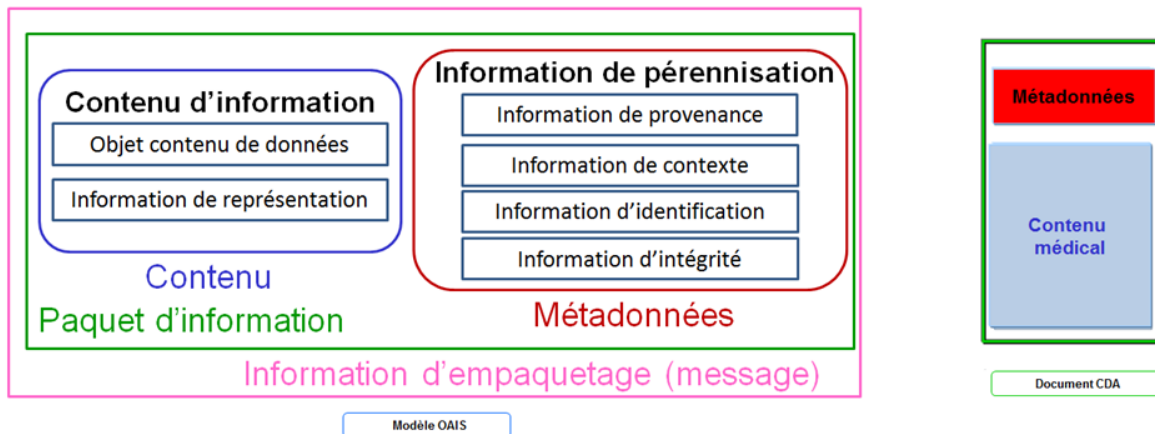 Contenu d’information
Objet contenu de données
Information de représentation
Contenu
Paquet d’information
Information de pérennisation
Information de provenance
Information de contexte
Information d’identification
Information d’intégrité
Métadonnées
Information d’empaquetage (message)
Modèle OAIS
Métadonnées
Contenu
médical
Document CDA